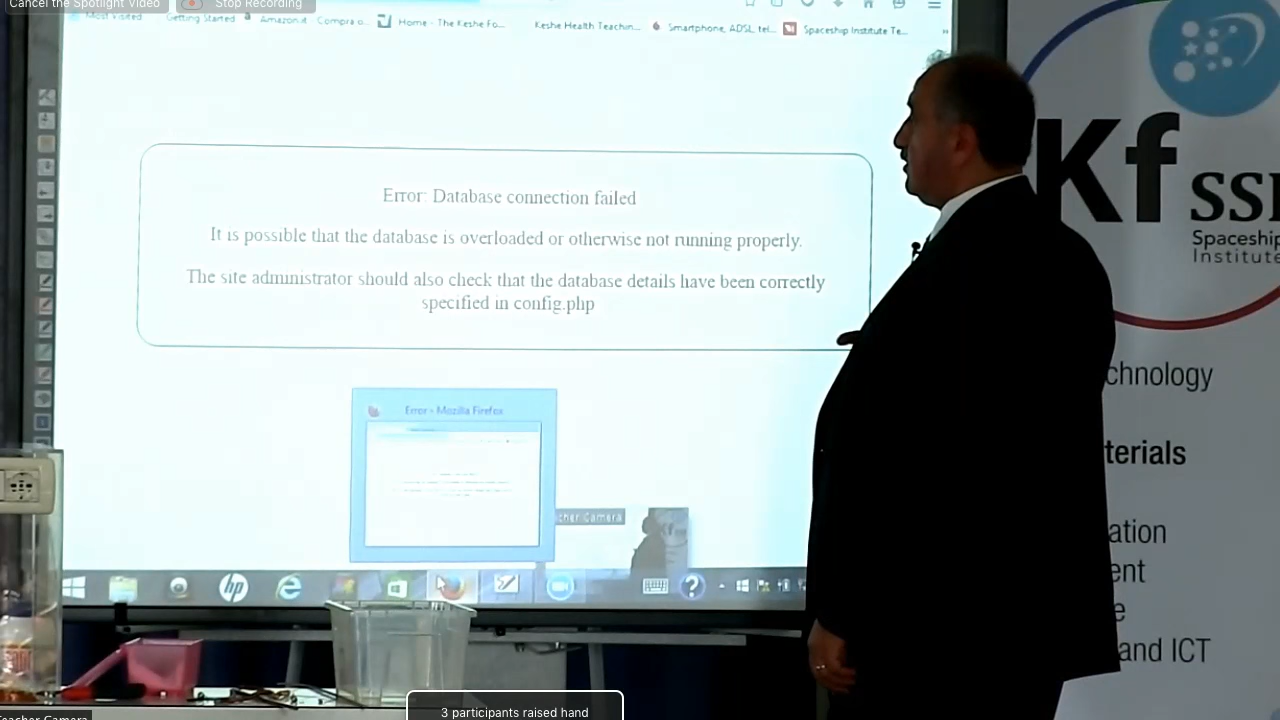 Cancel the Spotlight Video
Stop Recording
Most Visited Getting Started Amazon.it Compra o... Home - The Keshe Fo... Keshe Health Teachin... Smartphone, ADSL, tel... Spaceship Institute Te... »
Error: Database connection failed
It is possible that the database is overloaded or otherwise not running properly.
The site administrator should also check that the database details have been correctly
specified in config.php
Error - Mozilla Firefox
cher Camera
hp
?
Kf SSI
Spaceship
Institute
chnology
terials
ation
ent
e
and ICT
3 participants raised hand
Teacher Camera